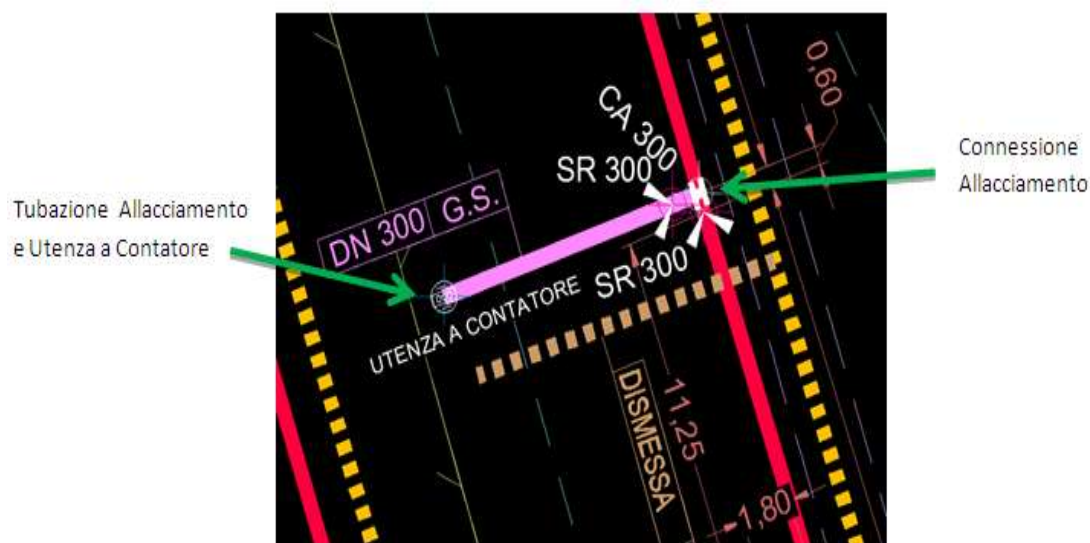 Tubazione Allacciamento
e Utenza a Contatore
Connessione
Allacciamento
0,60
CA 300
SR 300
DN 300 G.S.
SR 300
UTENZA A CONTATORE
DISMESSA
11,25
1,80